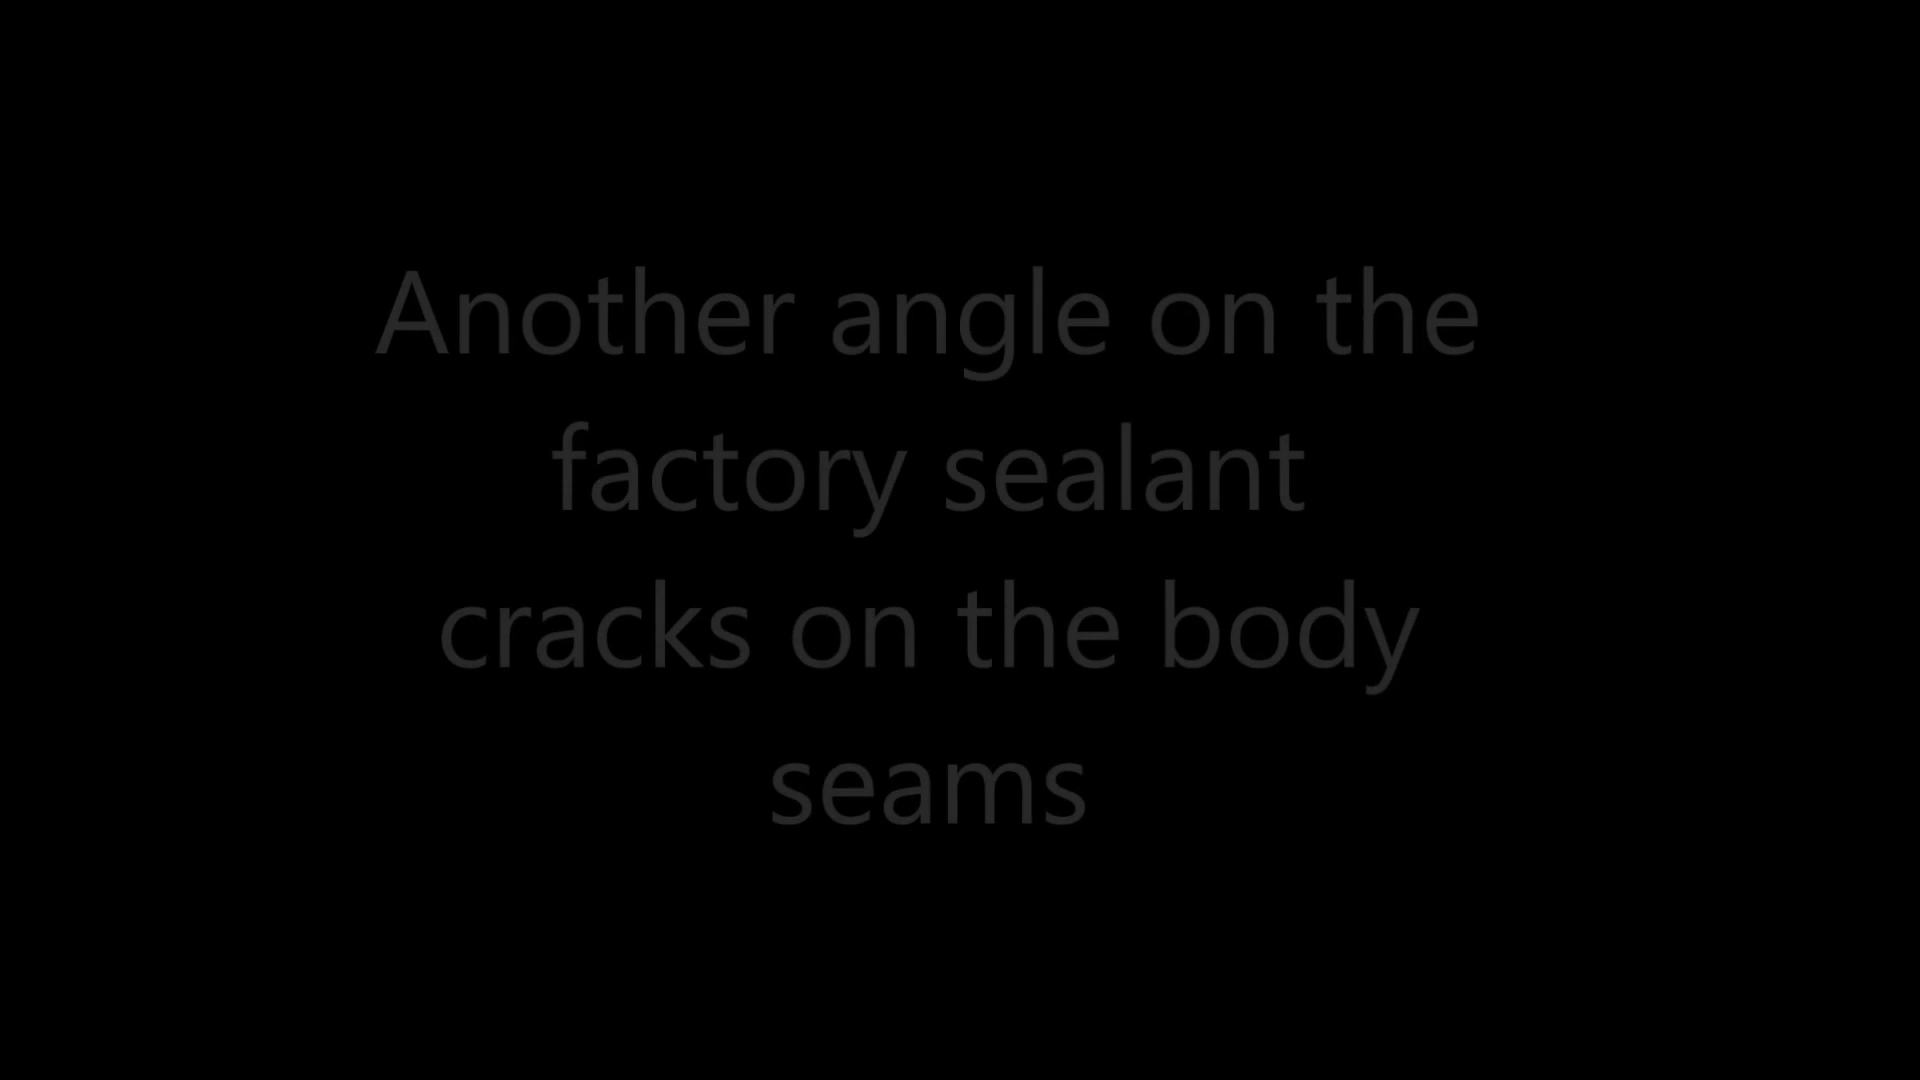 Another angle on the
factory sealant
cracks on the body
seams